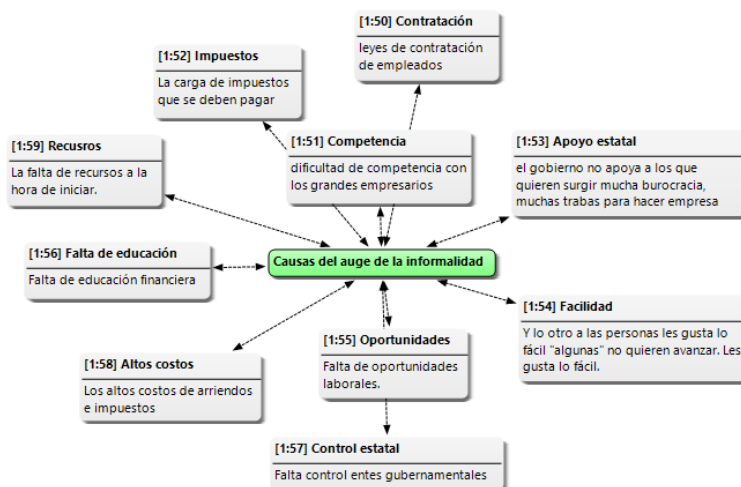 [1:50] Contratación
leyes de contratación
de empleados
[1:52] Impuestos
La carga de impuestos
que se deben pagar
[1:51] Competencia
dificultad de competencia con
los grandes empresarios
[1:53] Apoyo estatal
el gobierno no apoya a los que
quieren surgir mucha burocracia,
muchas trabas para hacer empresa
[1:59] Recusros
La falta de recursos a la
hora de iniciar.
[1:56] Falta de educación
Falta de educación financiera
Causas del auge de la informalidad
[1:54] Facilidad
Y lo otro a las personas les gusta lo
fácil "algunas" no quieren avanzar. Les
gusta lo fácil.
[1:55] Oportunidades
Falta de oportunidades
laborales.
[1:58] Altos costos
Los altos costos de arriendos
e impuestos
[1:57] Control estatal
Falta control entes gubernamentales